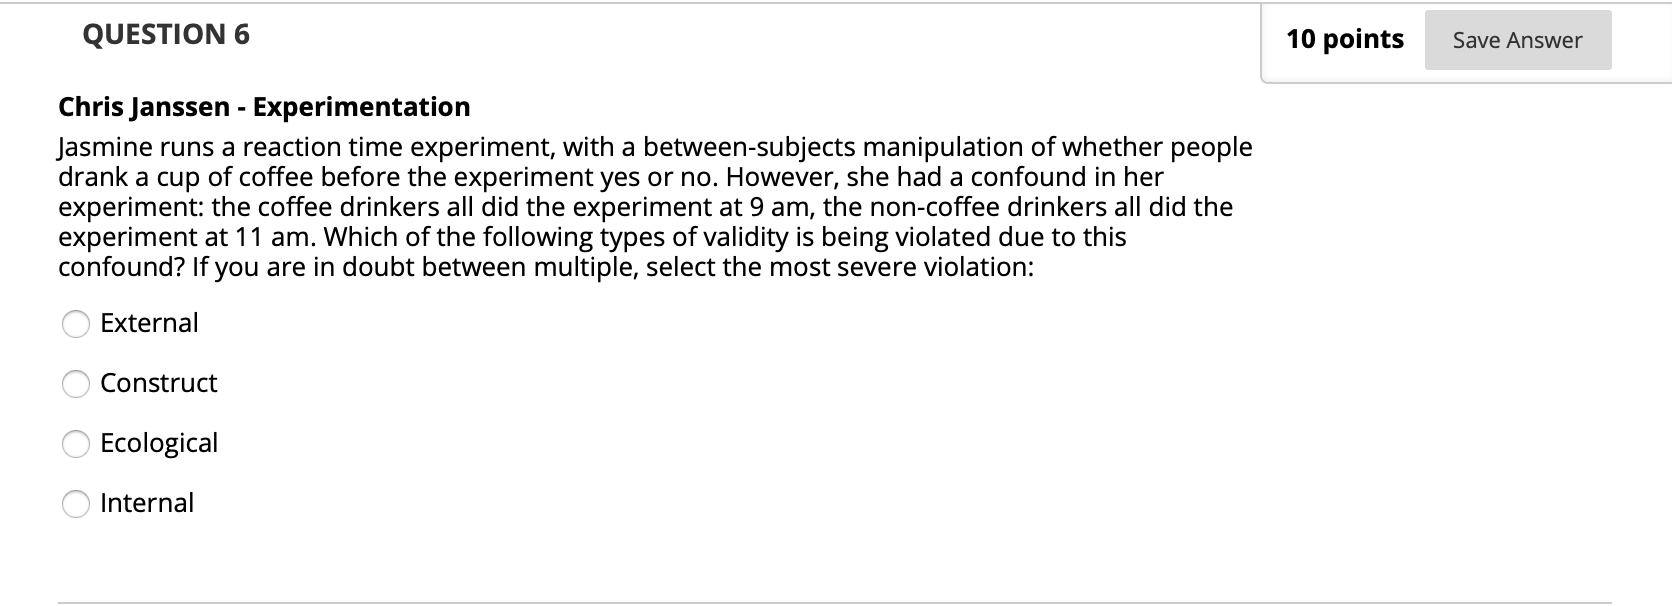 QUESTION 6
10 points
Save Answer
Chris Janssen - Experimentation
Jasmine runs a reaction time experiment, with a between-subjects manipulation of whether people
drank a cup of coffee before the experiment yes or no. However, she had a confound in her
experiment: the coffee drinkers all did the experiment at 9 am, the non-coffee drinkers all did the
experiment at 11 am. Which of the following types of validity is being violated due to this
confound? If you are in doubt between multiple, select the most severe violation:
External
Construct
Ecological
Internal